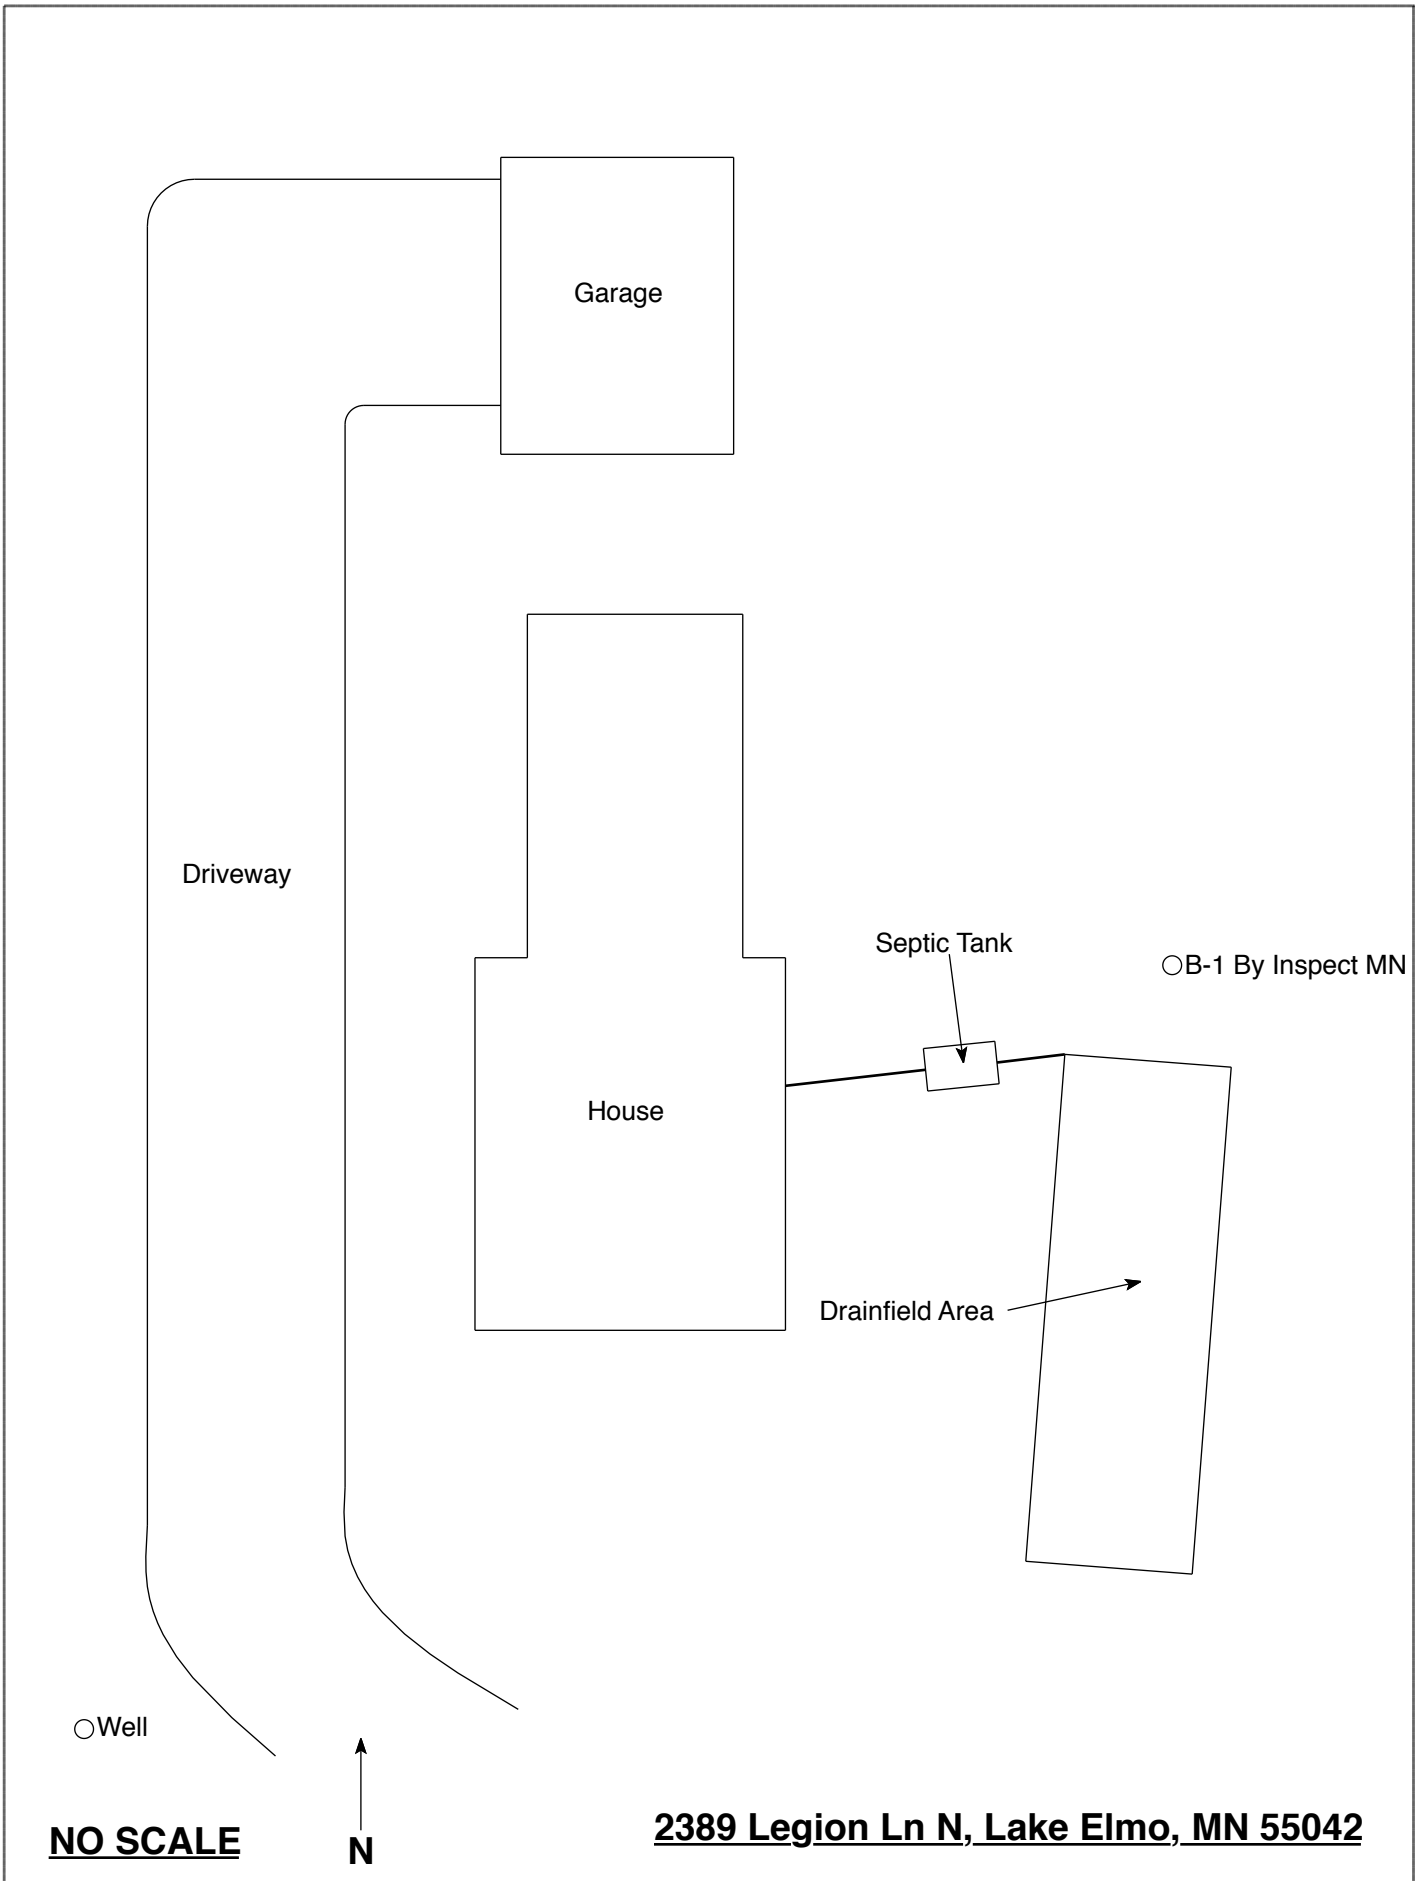 Garage
Driveway
Septic Tank
B-1 By Inspect MN
House
Drainfield Area
Well
NO SCALE
N
2389 Legion Ln N, Lake Elmo, MN 55042